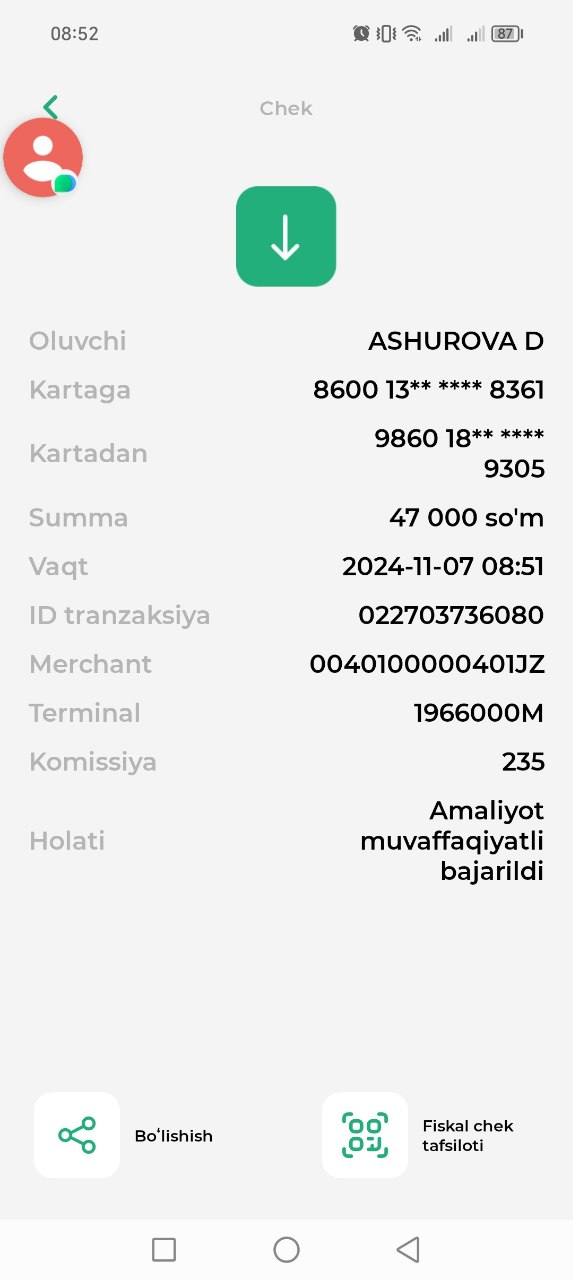 08:52
87
Chek
Oluvchi ASHUROVA D
Kartaga 8600 13** **** 8361
Kartadan 9860 18** ****
9305
Summa 47 000 so'm
Vaqt 2024-11-07 08:51
ID tranzaksiya 022703736080
Merchant 0040100000401JZ
Terminal 1966000M
Komissiya 235
Holati Amaliyot
muvaffaqiyatli
bajarildi
Boʻlishish
Fiskal chek
tafsiloti